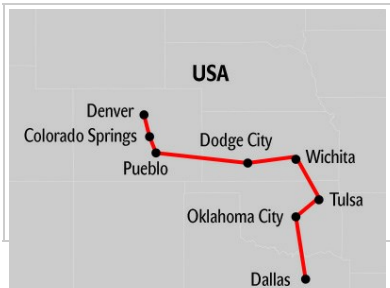 USA
Denver
Colorado Springs
Pueblo
Dodge City
Wichita
Tulsa
Oklahoma City
Dallas